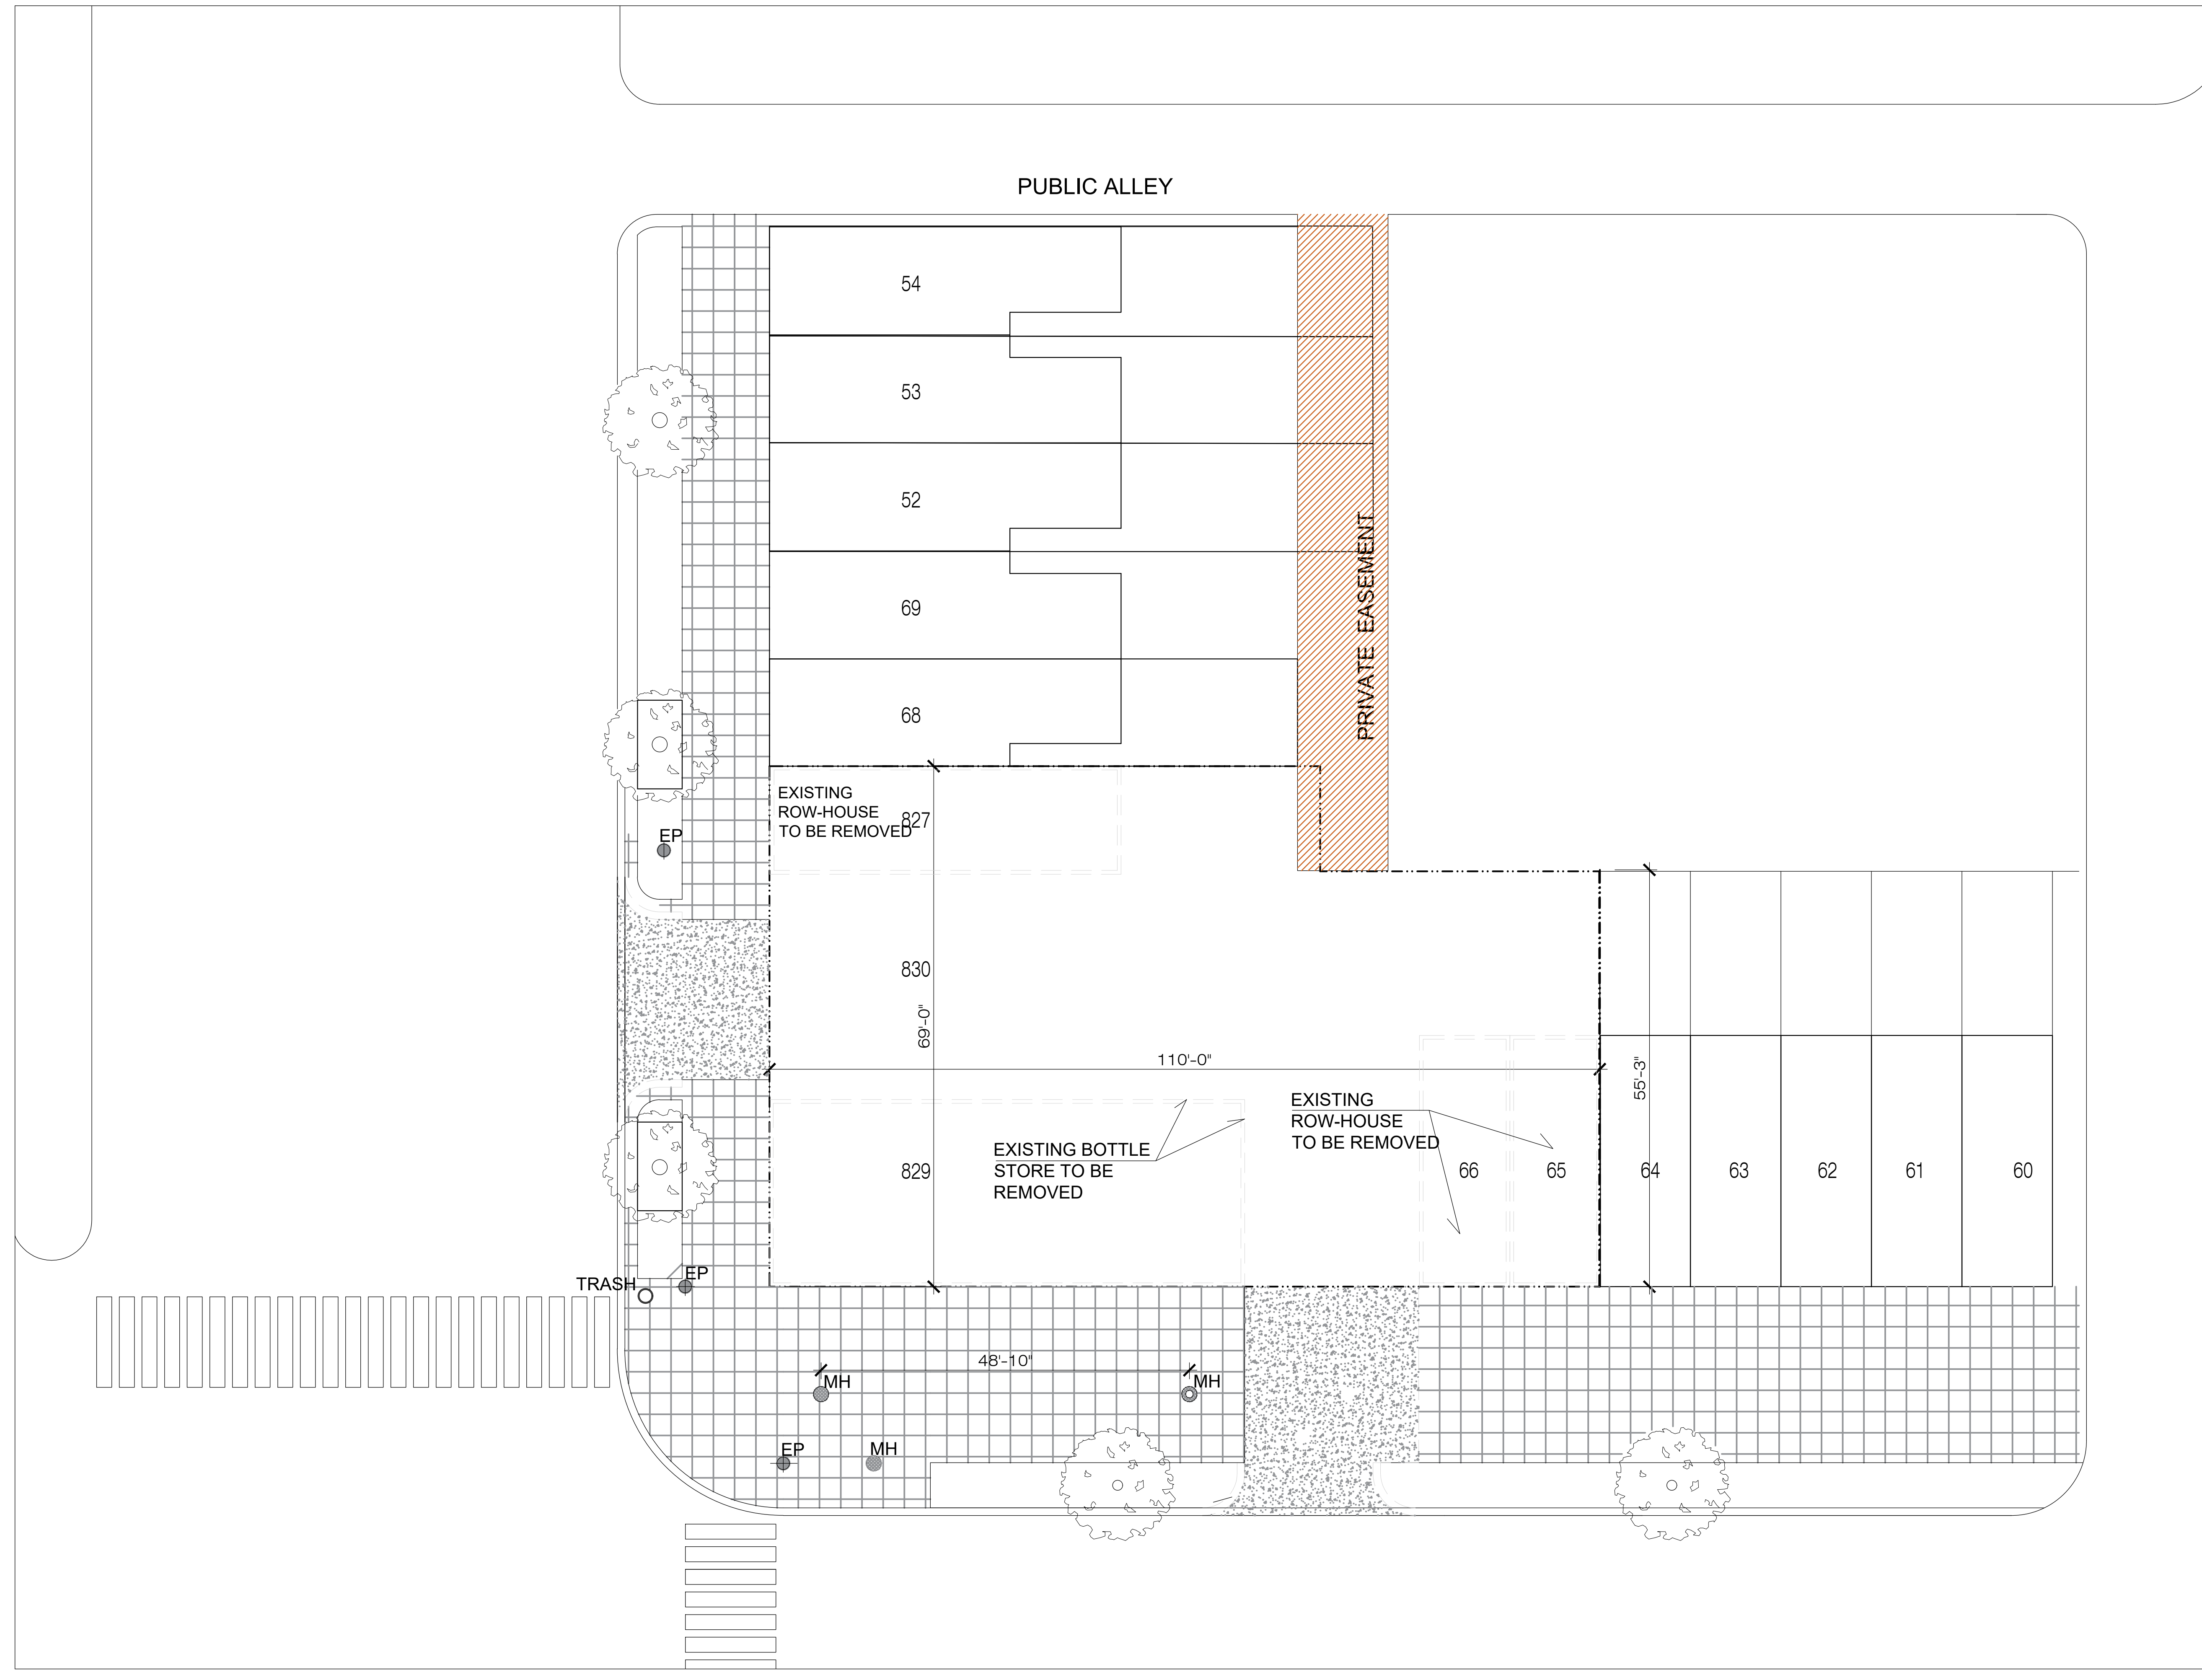 PUBLIC ALLEY
54
53
52
PRIVATE EASEMENT
69
68
EXISTING
ROW-HOUSE
TO BE REMOVED
827
EP
830
69'-0"
110'-0"
55'-3"
EXISTING
ROW-HOUSE
TO BE REMOVED
EXISTING BOTTLE
STORE TO BE
REMOVED
829
66
65
64
63
62
61
60
TRASH
EP
48'-10"
MH
MH
EP
MH